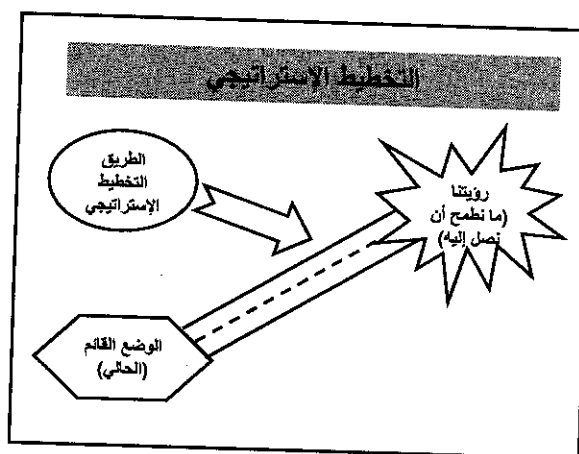 التخطيط الإستراتيجي
الطريق
التخطيط
الإستراتيجي
رؤيتنا
(ما نطمح أن
نصل إليه)
الوضع القائم
(الحالي)